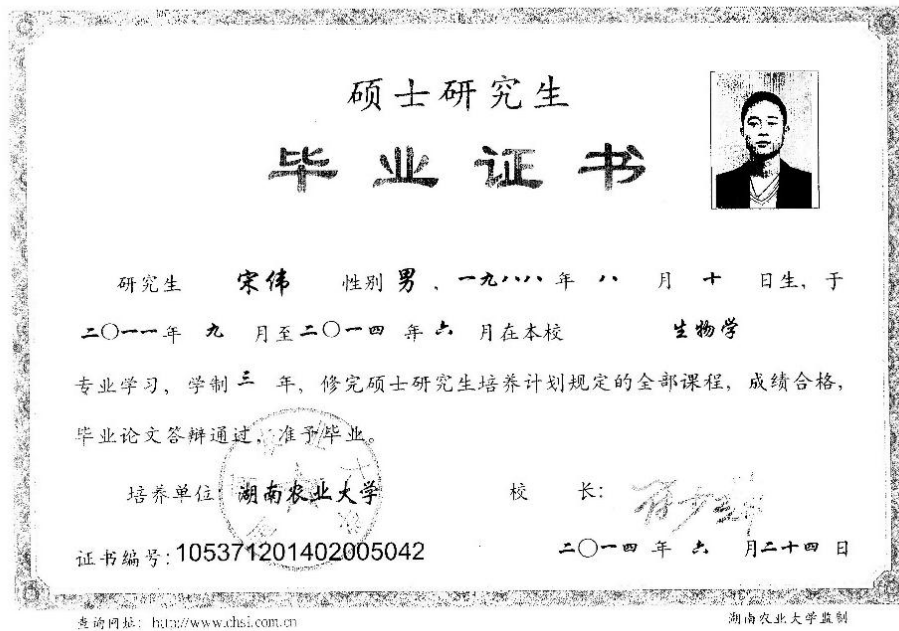 硕士研究生
毕业证书
研究生 宋伟 性别 男 、一九八八 年 八 月 十 日生, 于
二〇一一年 九 月至二〇一四 年 六 月在本校 生物学
专业学习, 学制 三 年, 修完硕士研究生培养计划规定的全部课程, 成绩合格,
毕业论文答辩通过, 准予毕业。
培养单位: 湖南农业大学 校 长:
证书编号: 105371201402005042 二〇一四 年 六 月二十四 日
查询网址: http://www.chsi.com.cn 湖南农业大学监制